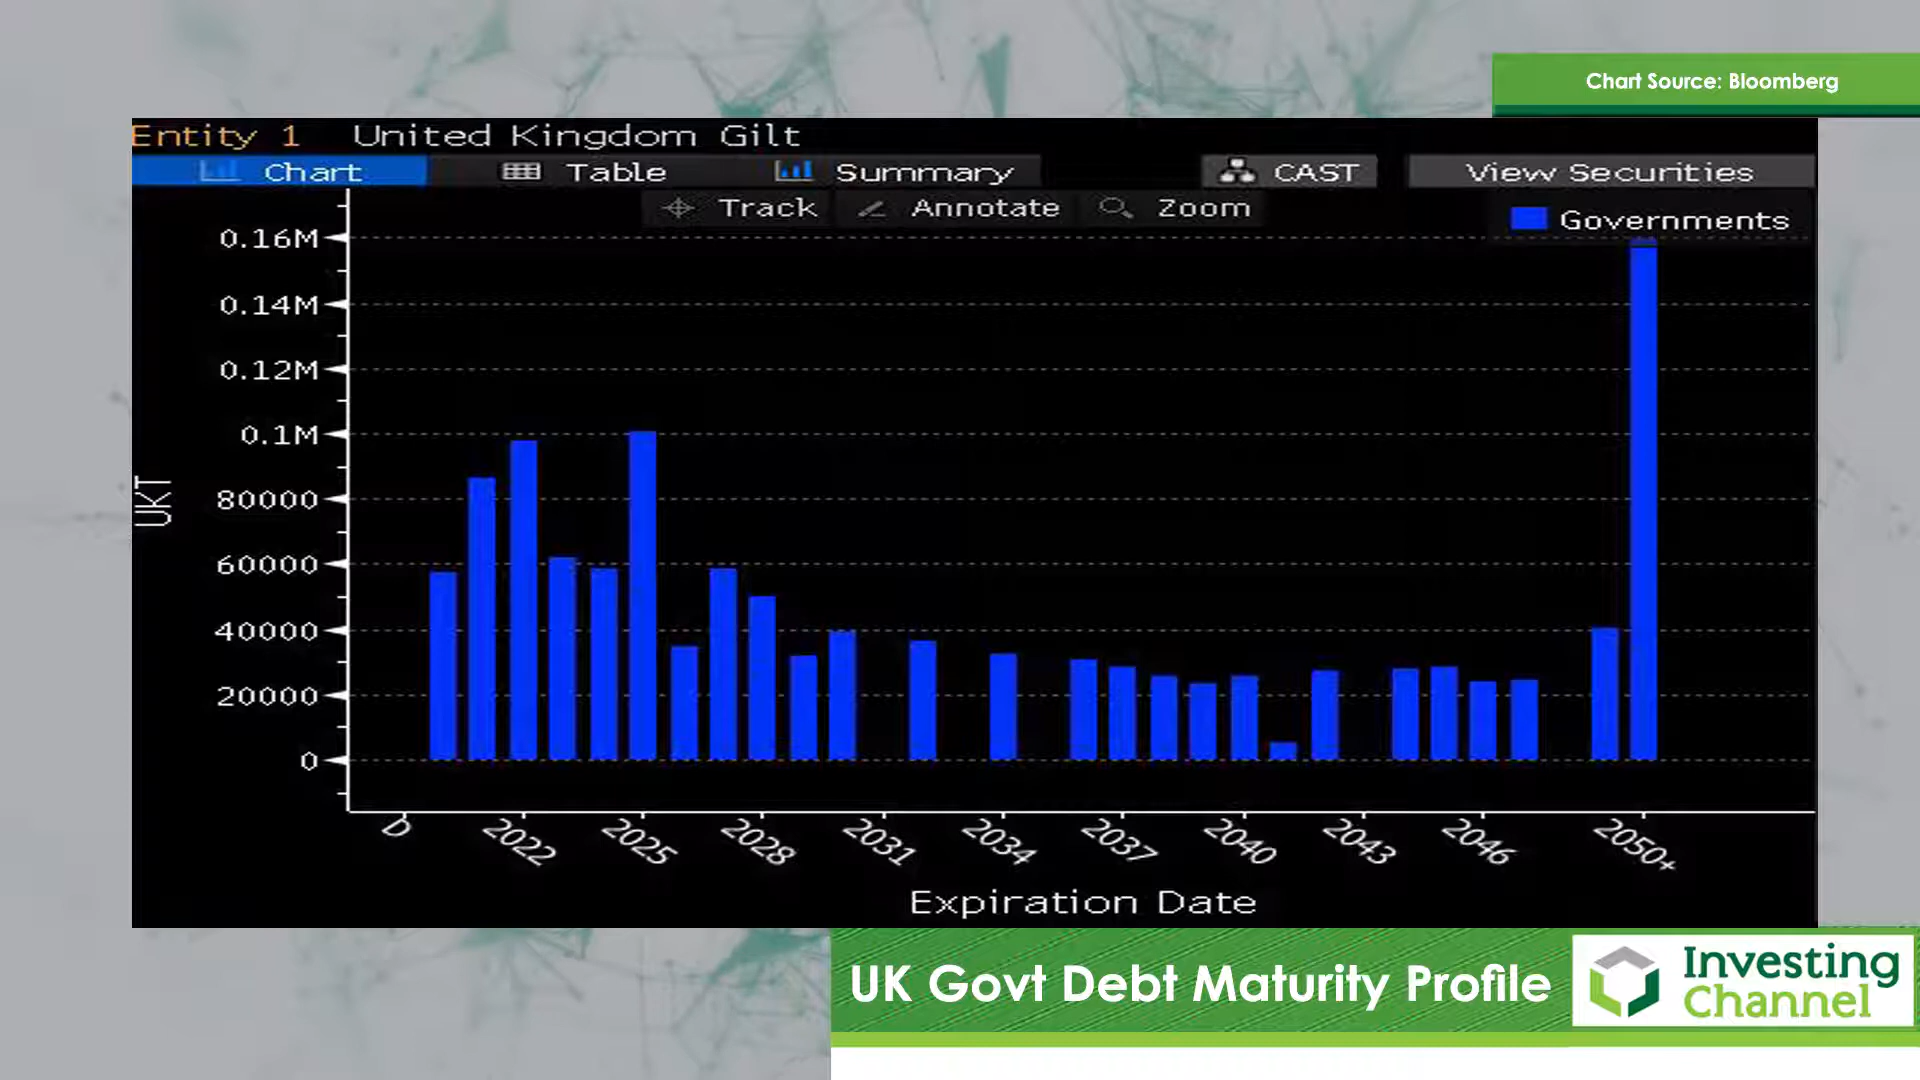 Chart Source: Bloomberg
Entity 1 United Kingdom Gilt
Chart Table Summary CAST View Securities
Track Annotate Zoom
Governments
0.16M
0.14M
0.12M
0.1M
80000
60000
40000
20000
0
UKT
D 2022 2025 2028 2031 2034 2037 2040 2043 2046 2050+
Expiration Date
UK Govt Debt Maturity Profile
Investing
Channel